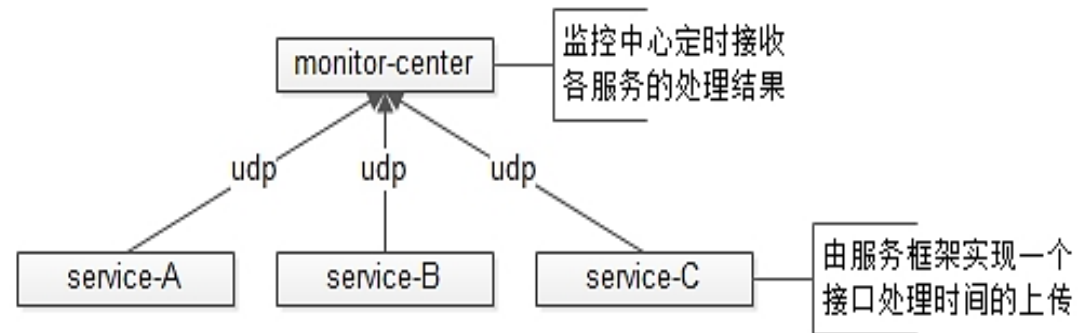 monitor-center
监控中心定时接收
各服务的处理结果
udp
udp
udp
service-A
service-B
service-C
由服务框架实现一个
接口处理时间的上传